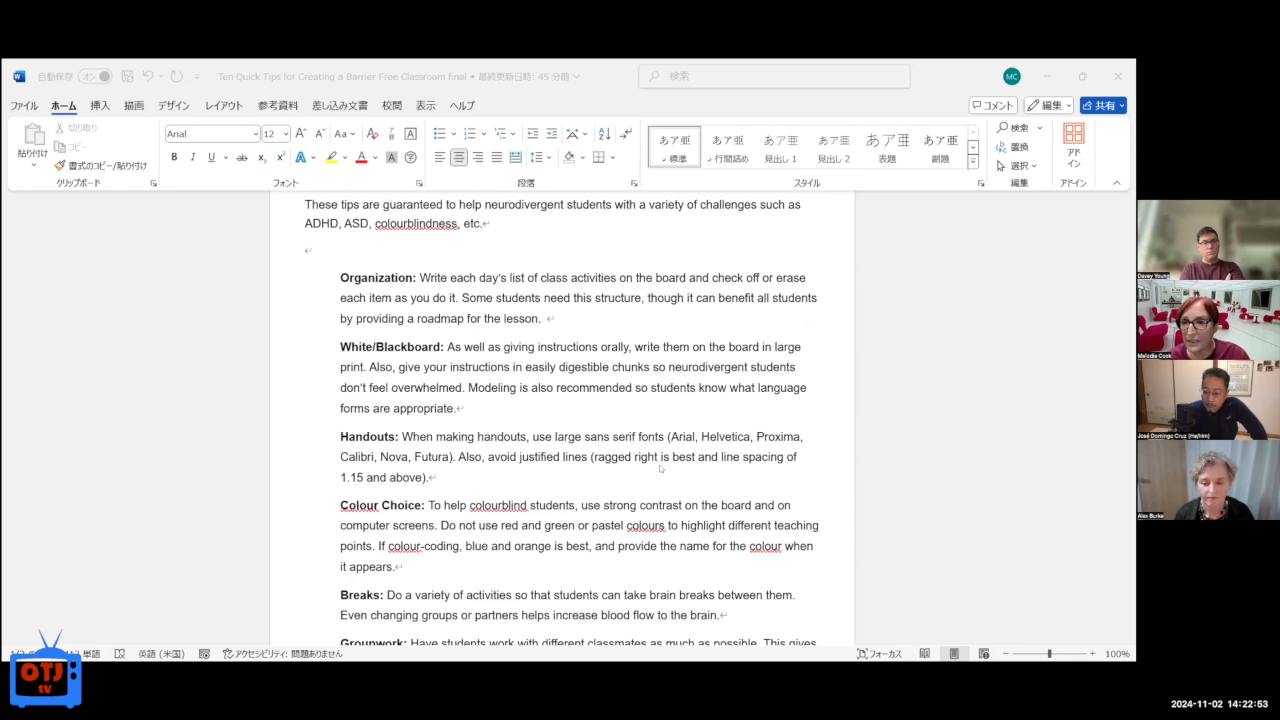 自動保存 オン Ten Quick Tips for Creating a Barrier Free Classroom final • 最終更新日時: 45 分前 検索 MC
ファイル ホーム 挿入 描画 デザイン レイアウト 参考資料 差し込み文書 校閲 表示 ヘルプ コメント 編集 共有
貼り付け 切り取り コピー 書式のコピー/貼り付け
クリップボード
Arial 12
フォント
段落
あア亜 標準
あア亜 行間詰め
あア亜 見出し 1
あア亜 見出し 2
あア亜 表題
あア亜 副題
スタイル
検索
置換
選択
編集
アド
イン
アドイン
These tips are guaranteed to help neurodivergent students with a variety of challenges such as
ADHD, ASD, colourblindness, etc.
Organization: Write each day's list of class activities on the board and check off or erase
each item as you do it. Some students need this structure, though it can benefit all students
by providing a roadmap for the lesson.
White/Blackboard: As well as giving instructions orally, write them on the board in large
print. Also, give your instructions in easily digestible chunks so neurodivergent students
don't feel overwhelmed. Modeling is also recommended so students know what language
forms are appropriate.
Handouts: When making handouts, use large sans serif fonts (Arial, Helvetica, Proxima,
Calibri, Nova, Futura). Also, avoid justified lines (ragged right is best and line spacing of
1.15 and above).
Colour Choice: To help colourblind students, use strong contrast on the board and on
computer screens. Do not use red and green or pastel colours to highlight different teaching
points. If colour-coding, blue and orange is best, and provide the name for the colour when
it appears.
Breaks: Do a variety of activities so that students can take brain breaks between them.
Even changing groups or partners helps increase blood flow to the brain.
Groupwork: Have students work with different classmates as much as possible. This gives
単語 英語 (米国) アクセシビリティ: 問題ありません フォーカス 100%
Davey Young
Melodie Cook
José Domingo Cruz (He/him)
Alex Burke
OTJ
tv
2024-11-02 14:22:53